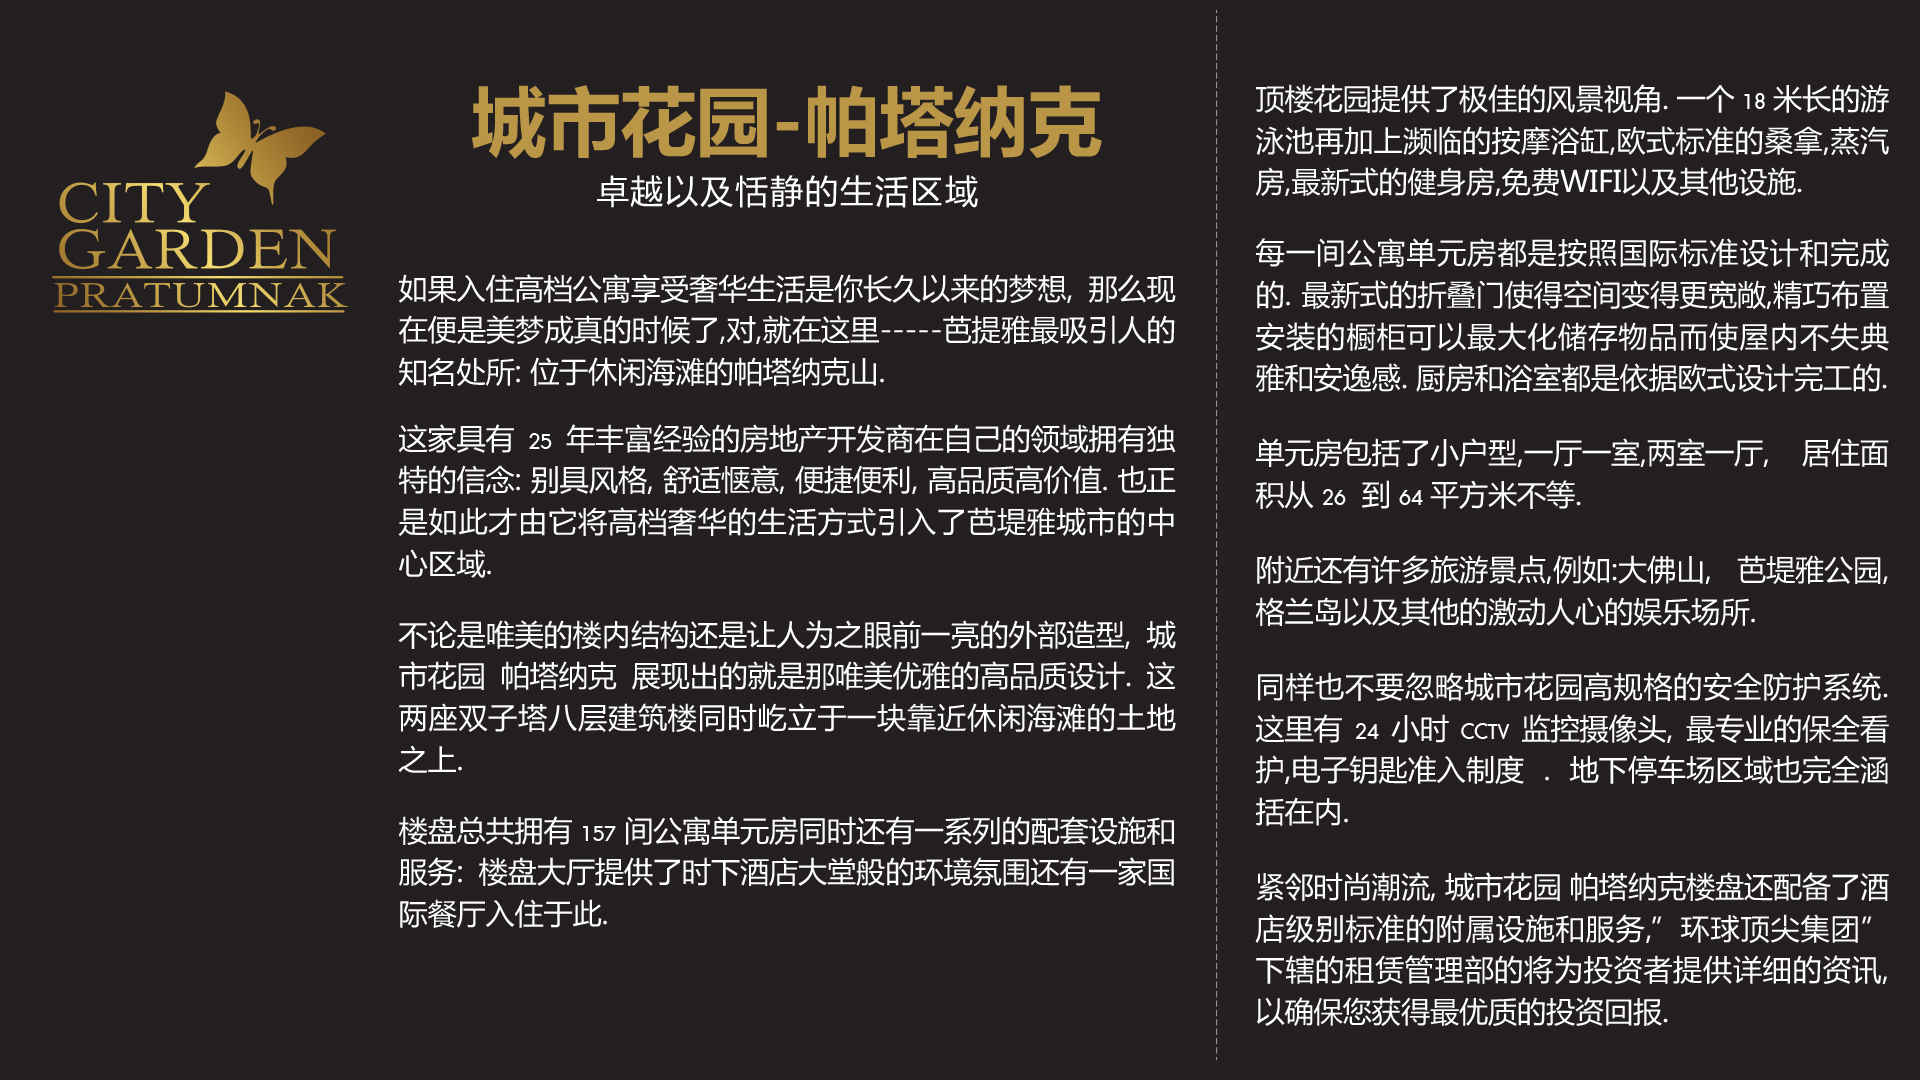 CITY
GARDEN
PRATUMNAK
城市花园-帕塔纳克
卓越以及恬静的生活区域
如果入住高档公寓享受奢华生活是你长久以来的梦想, 那么现
在便是美梦成真的时候了,对,就在这里-----芭提雅最吸引人的
知名处所: 位于休闲海滩的帕塔纳克山.
这家具有 25 年丰富经验的房地产开发商在自己的领域拥有独
特的信念: 别具风格, 舒适惬意, 便捷便利, 高品质高价值. 也正
是如此才由它将高档奢华的生活方式引入了芭堤雅城市的中
心区域.
不论是唯美的楼内结构还是让人为之眼前一亮的外部造型, 城
市花园 帕塔纳克 展现出的就是那唯美优雅的高品质设计. 这
两座双子塔八层建筑楼同时屹立于一块靠近休闲海滩的土地
之上.
楼盘总共拥有 157 间公寓单元房同时还有一系列的配套设施和
服务: 楼盘大厅提供了时下酒店大堂般的环境氛围还有一家国
际餐厅入住于此.
顶楼花园提供了极佳的风景视角. 一个 18 米长的游
泳池再加上濒临的按摩浴缸,欧式标准的桑拿,蒸汽
房,最新式的健身房,免费WIFI以及其他设施.
每一间公寓单元房都是按照国际标准设计和完成
的. 最新式的折叠门使得空间变得更宽敞,精巧布置
安装的橱柜可以最大化储存物品而使屋内不失典
雅和安逸感. 厨房和浴室都是依据欧式设计完工的.
单元房包括了小户型,一厅一室,两室一厅, 居住面
积从 26 到 64 平方米不等.
附近还有许多旅游景点,例如:大佛山, 芭堤雅公园,
格兰岛以及其他的激动人心的娱乐场所.
同样也不要忽略城市花园高规格的安全防护系统.
这里有 24 小时 CCTV 监控摄像头, 最专业的保全看
护,电子钥匙准入制度 . 地下停车场区域也完全涵
括在内.
紧邻时尚潮流, 城市花园 帕塔纳克楼盘还配备了酒
店级别标准的附属设施和服务,”环球顶尖集团”
下辖的租赁管理部的将为投资者提供详细的资讯,
以确保您获得最优质的投资回报.